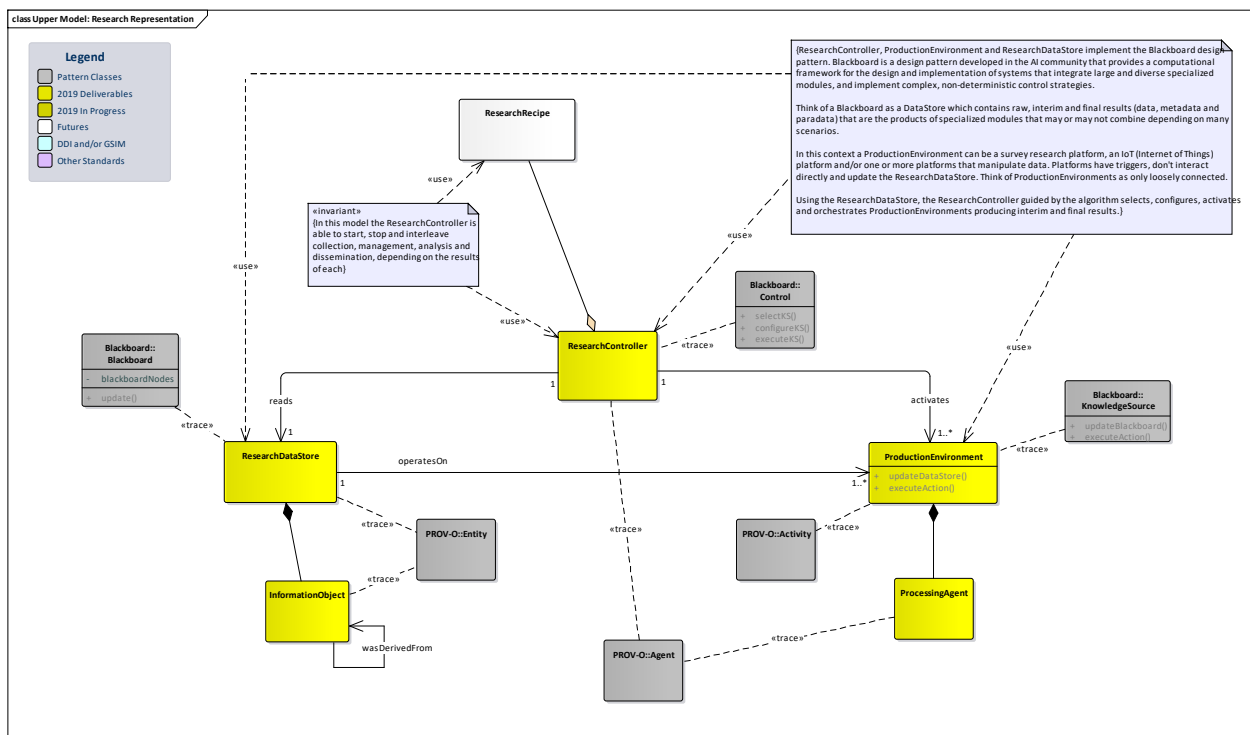 class Upper Model: Research Representation
Legend
Pattern Classes
2019 Deliverables
2019 In Progress
Futures
DDI and/or GSIM
Other Standards
{ResearchController, ProductionEnvironment and ResearchDataStore implement the Blackboard design
pattern. Blackboard is a design pattern developed in the AI community that provides a computational
framework for the design and implementation of systems that integrate large and diverse specialized
modules, and implement complex, non-deterministic control strategies.
Think of a Blackboard as a DataStore which contains raw, interim and final results (data, metadata and
paradata) that are the products of specialized modules that may or may not combine depending on many
scenarios.
In this context a ProductionEnvironment can be a survey research platform, an IoT (Internet of Things)
platform and/or one or more platforms that manipulate data. Platforms have triggers, don't interact
directly and update the ResearchDataStore. Think of ProductionEnvironments as only loosely connected.
Using the ResearchDataStore, the ResearchController guided by the algorithm selects, configures, activates
and orchestrates ProductionEnvironments producing interim and final results.}
ResearchRecipe
«use»
«invariant»
{In this model the ResearchController is
able to start, stop and interleave
collection, management, analysis and
dissemination, depending on the results
of each}
«use»
«use»
«use»
«use»
Blackboard::
Control
+ selectKS()
+ configureKS()
+ executeKS()
«trace»
ResearchController
1
1
Blackboard::
Blackboard
- blackboardNodes
+ update()
«trace»
reads
1
activates
1..*
Blackboard::
KnowledgeSource
+ updateBlackboard()
+ executeAction()
«trace»
ResearchDataStore
1
operatesOn
1..*
ProductionEnvironment
+ updateDataStore()
+ executeAction()
«trace»
PROV-O::Entity
«trace»
«trace»
PROV-O::Activity
«trace»
InformationObject
wasDerivedFrom
ProcessingAgent
«trace»
PROV-O::Agent